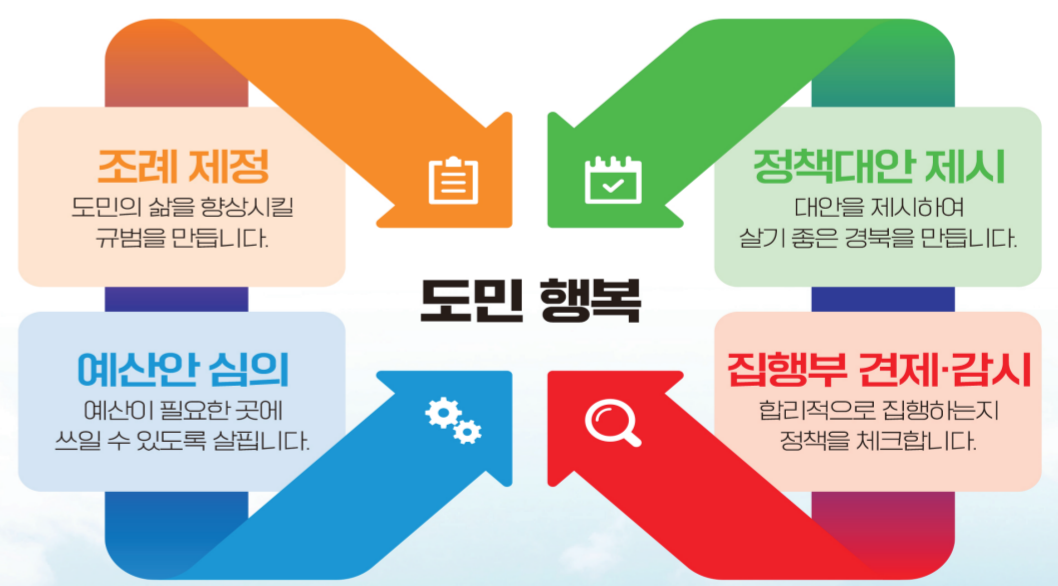 조례 제정
도민의 삶을 향상시킬
규범을 만듭니다.
정책대안 제시
대안을 제시하여
살기 좋은 경북을 만듭니다.
도민 행복
예산안 심의
예산이 필요한 곳에
쓰일 수 있도록 살핍니다.
집행부 견제·감시
합리적으로 집행하는지
정책을 체크합니다.